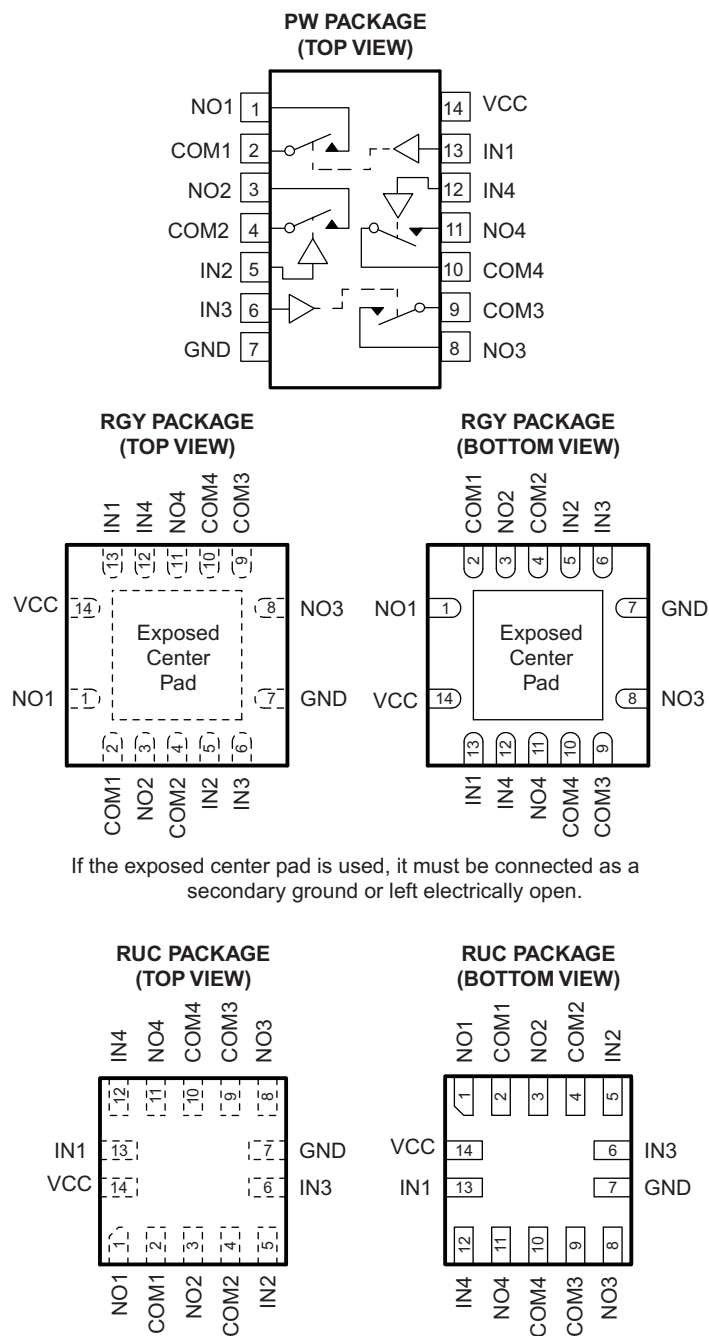 PW PACKAGE
(TOP VIEW)
NO1 1
14 VCC
COM1 2
13 IN1
NO2 3
12 IN4
COM2 4
11 NO4
IN2 5
10 COM4
IN3 6
9 COM3
GND 7
8 NO3
RGY PACKAGE
(TOP VIEW)
IN1 IN4 NO4 COM4 COM3
13 12 11 10 9
VCC 14
8 NO3
Exposed
Center
Pad
NO1 1
7 GND
2 3 4 5 6
COM1 NO2 COM2 IN2 IN3
RGY PACKAGE
(BOTTOM VIEW)
COM1 NO2 COM2 IN2 IN3
2 3 4 5 6
NO1 1
7 GND
Exposed
Center
Pad
VCC 14
8 NO3
13 12 11 10 9
IN1 IN4 NO4 COM4 COM3
If the exposed center pad is used, it must be connected as a
secondary ground or left electrically open.
RUC PACKAGE
(TOP VIEW)
IN4 NO4 COM4 COM3 NO3
12 11 10 9 8
IN1 13
7 GND
VCC 14
6 IN3
1 2 3 4 5
NO1 COM1 NO2 COM2 IN2
RUC PACKAGE
(BOTTOM VIEW)
NO1 COM1 NO2 COM2 IN2
1 2 3 4 5
VCC 14
6 IN3
IN1 13
7 GND
12 11 10 9 8
IN4 NO4 COM4 COM3 NO3